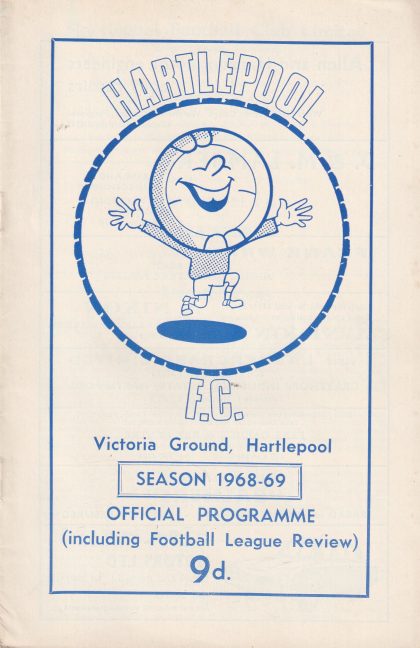 HARTLEPOOL
F.C.
Victoria Ground, Hartlepool
SEASON 1968-69
OFFICIAL PROGRAMME
(including Football League Review)
9d.